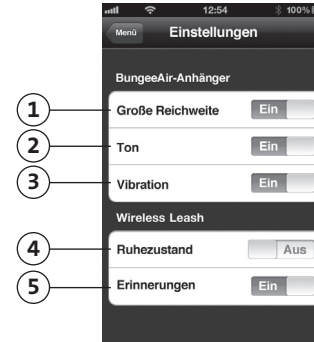 12:54 100%
Menü Einstellungen
BungeeAir-Anhänger
1 Große Reichweite Ein
2 Ton Ein
3 Vibration Ein
Wireless Leash
4 Ruhezustand Aus
5 Erinnerungen Ein